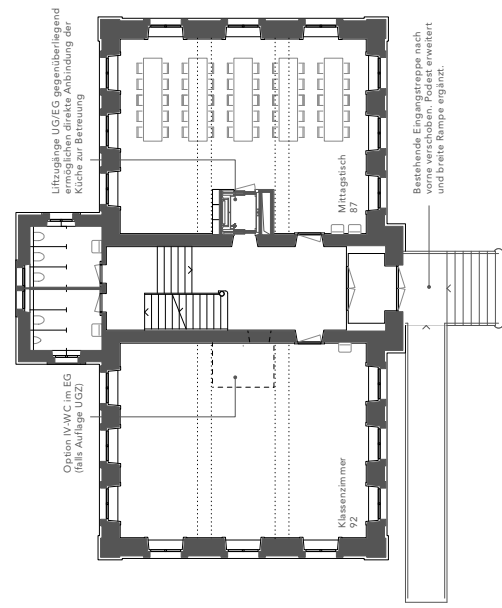 Liftzugänge UG/EG gegenüberliegend
ermöglichen direkte Anbindung der
Küche zur Betreuung
Bestehende Eingangstreppe nach
vorne verschoben. Podest erweitert
und breite Rampe ergänzt.
Mittagstisch
87
Option IV-WC im EG
(falls Auflage UGZ)
Klassenzimmer
92